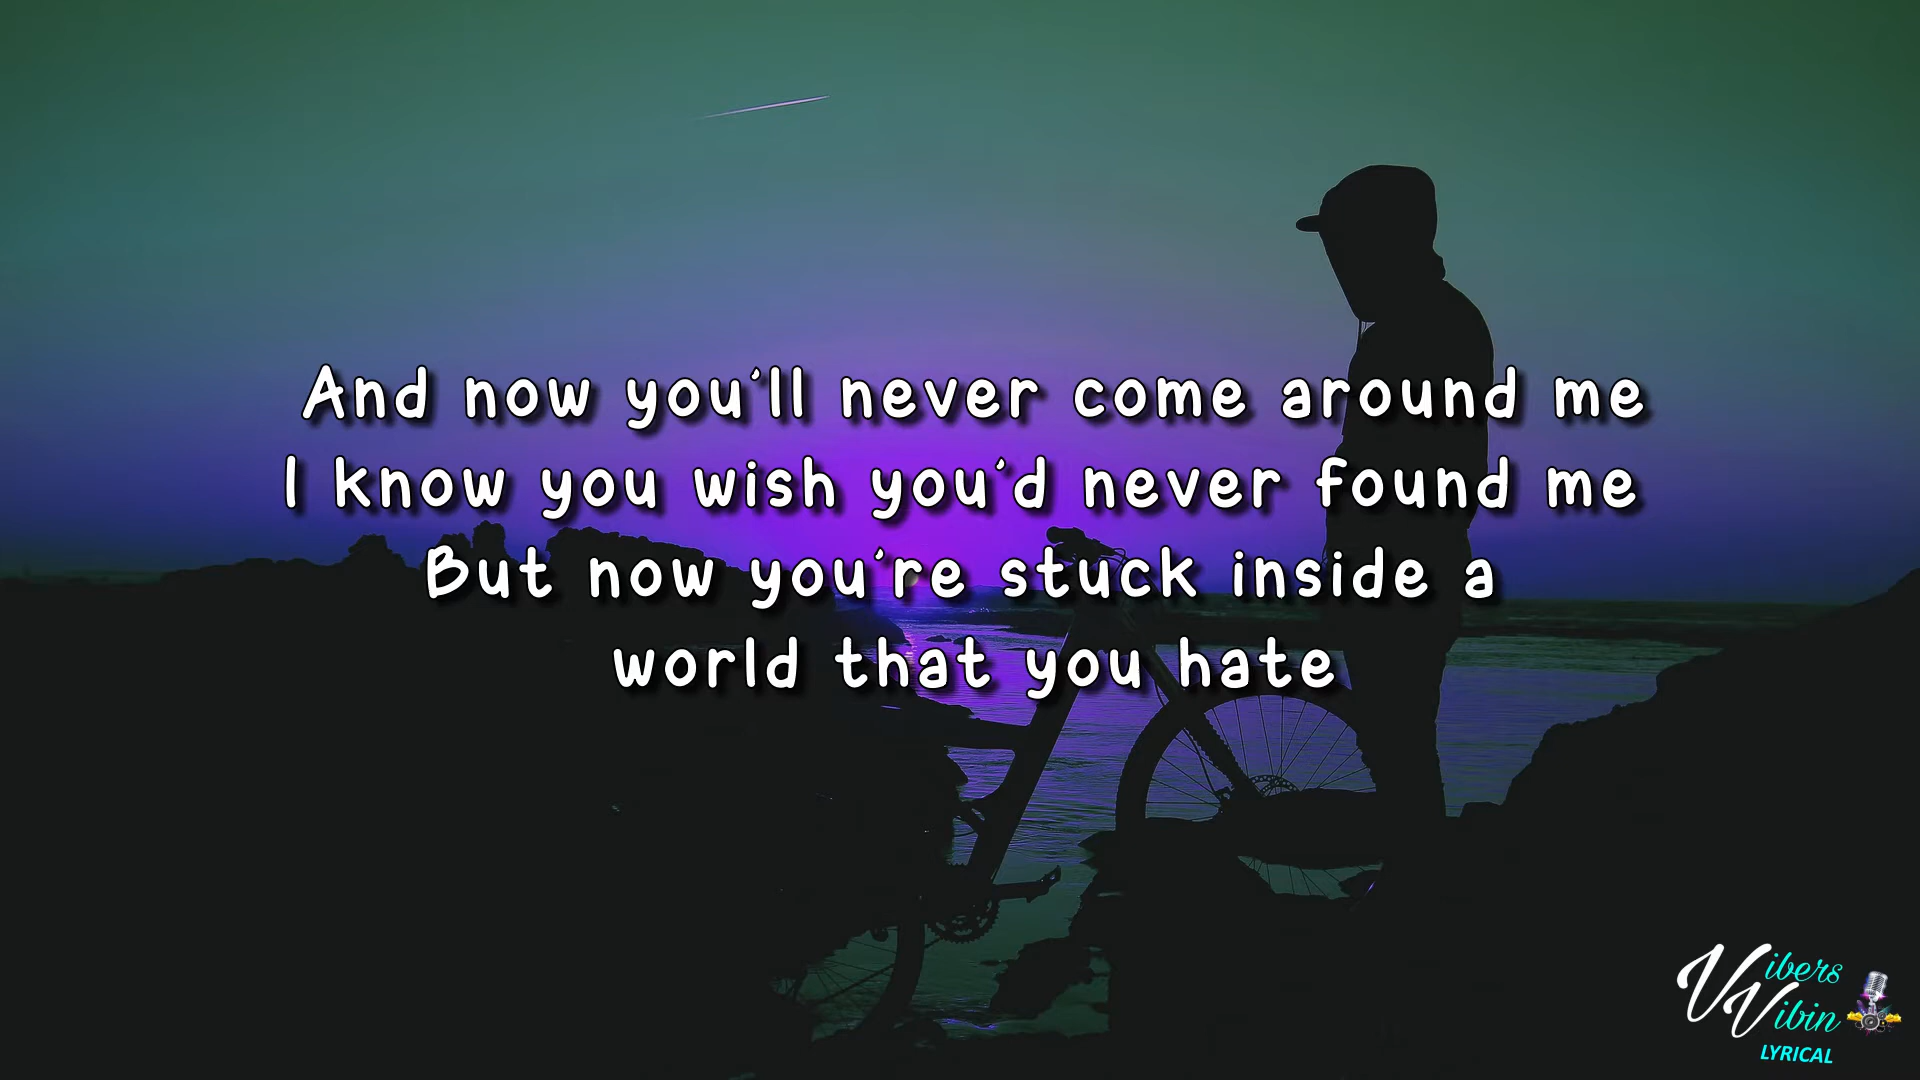 And now you'll never come around me
I know you wish you'd never found me
But now you're stuck inside a
world that you hate
Vibers
Vibin
LYRICAL